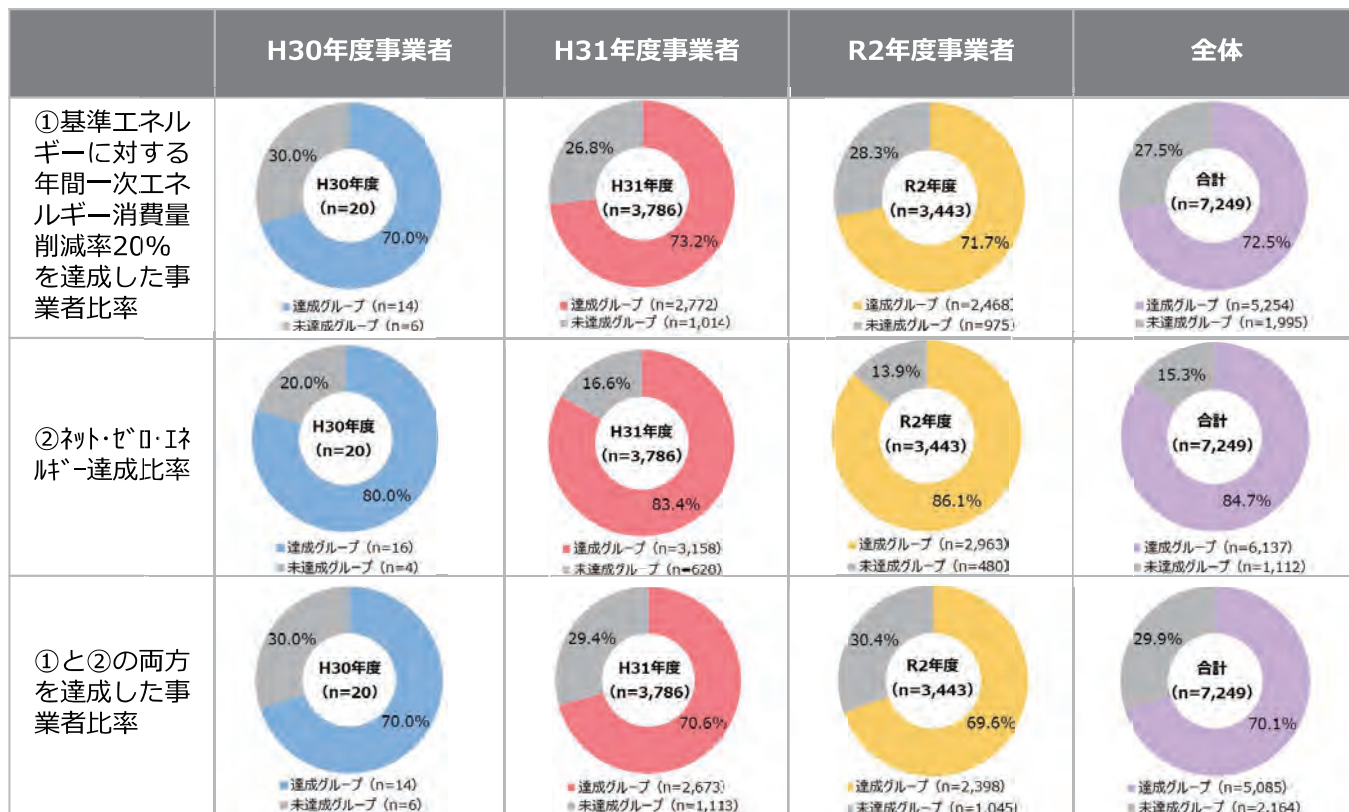 H30年度事業者
H31年度事業者
R2年度事業者
全体
①基準エネル
ギーに対する
年間一次エネ
ルギー消費量
削減率20%
を達成した事
業者比率
30.0%
H30年度
(n=20)
70.0%
達成グループ (n=14)
未達成グループ (n=6)
26.8%
H31年度
(n=3,786)
73.2%
達成グループ (n=2,772)
未達成グループ (n=1,014)
28.3%
R2年度
(n=3,443)
71.7%
達成グループ (n=2,468)
未達成グループ (n=975)
27.5%
合計
(n=7,249)
72.5%
達成グループ (n=5,254)
未達成グループ (n=1,995)
②ﾈｯﾄ･ｾﾞﾛ･ｴﾈ
ﾙｷﾞｰ達成比率
20.0%
H30年度
(n=20)
80.0%
達成グループ (n=16)
未達成グループ (n=4)
16.6%
H31年度
(n=3,786)
83.4%
達成グループ (n=3,158)
未達成グループ (n=628)
13.9%
R2年度
(n=3,443)
86.1%
達成グループ (n=2,963)
未達成グループ (n=480)
15.3%
合計
(n=7,249)
84.7%
達成グループ (n=6,137)
未達成グループ (n=1,112)
①と②の両方
を達成した事
業者比率
30.0%
H30年度
(n=20)
70.0%
達成グループ (n=14)
未達成グループ (n=6)
29.4%
H31年度
(n=3,786)
70.6%
達成グループ (n=2,673)
未達成グループ (n=1,113)
30.4%
R2年度
(n=3,443)
69.6%
達成グループ (n=2,398)
未達成グループ (n=1,045)
29.9%
合計
(n=7,249)
70.1%
達成グループ (n=5,085)
未達成グループ (n=2,164)